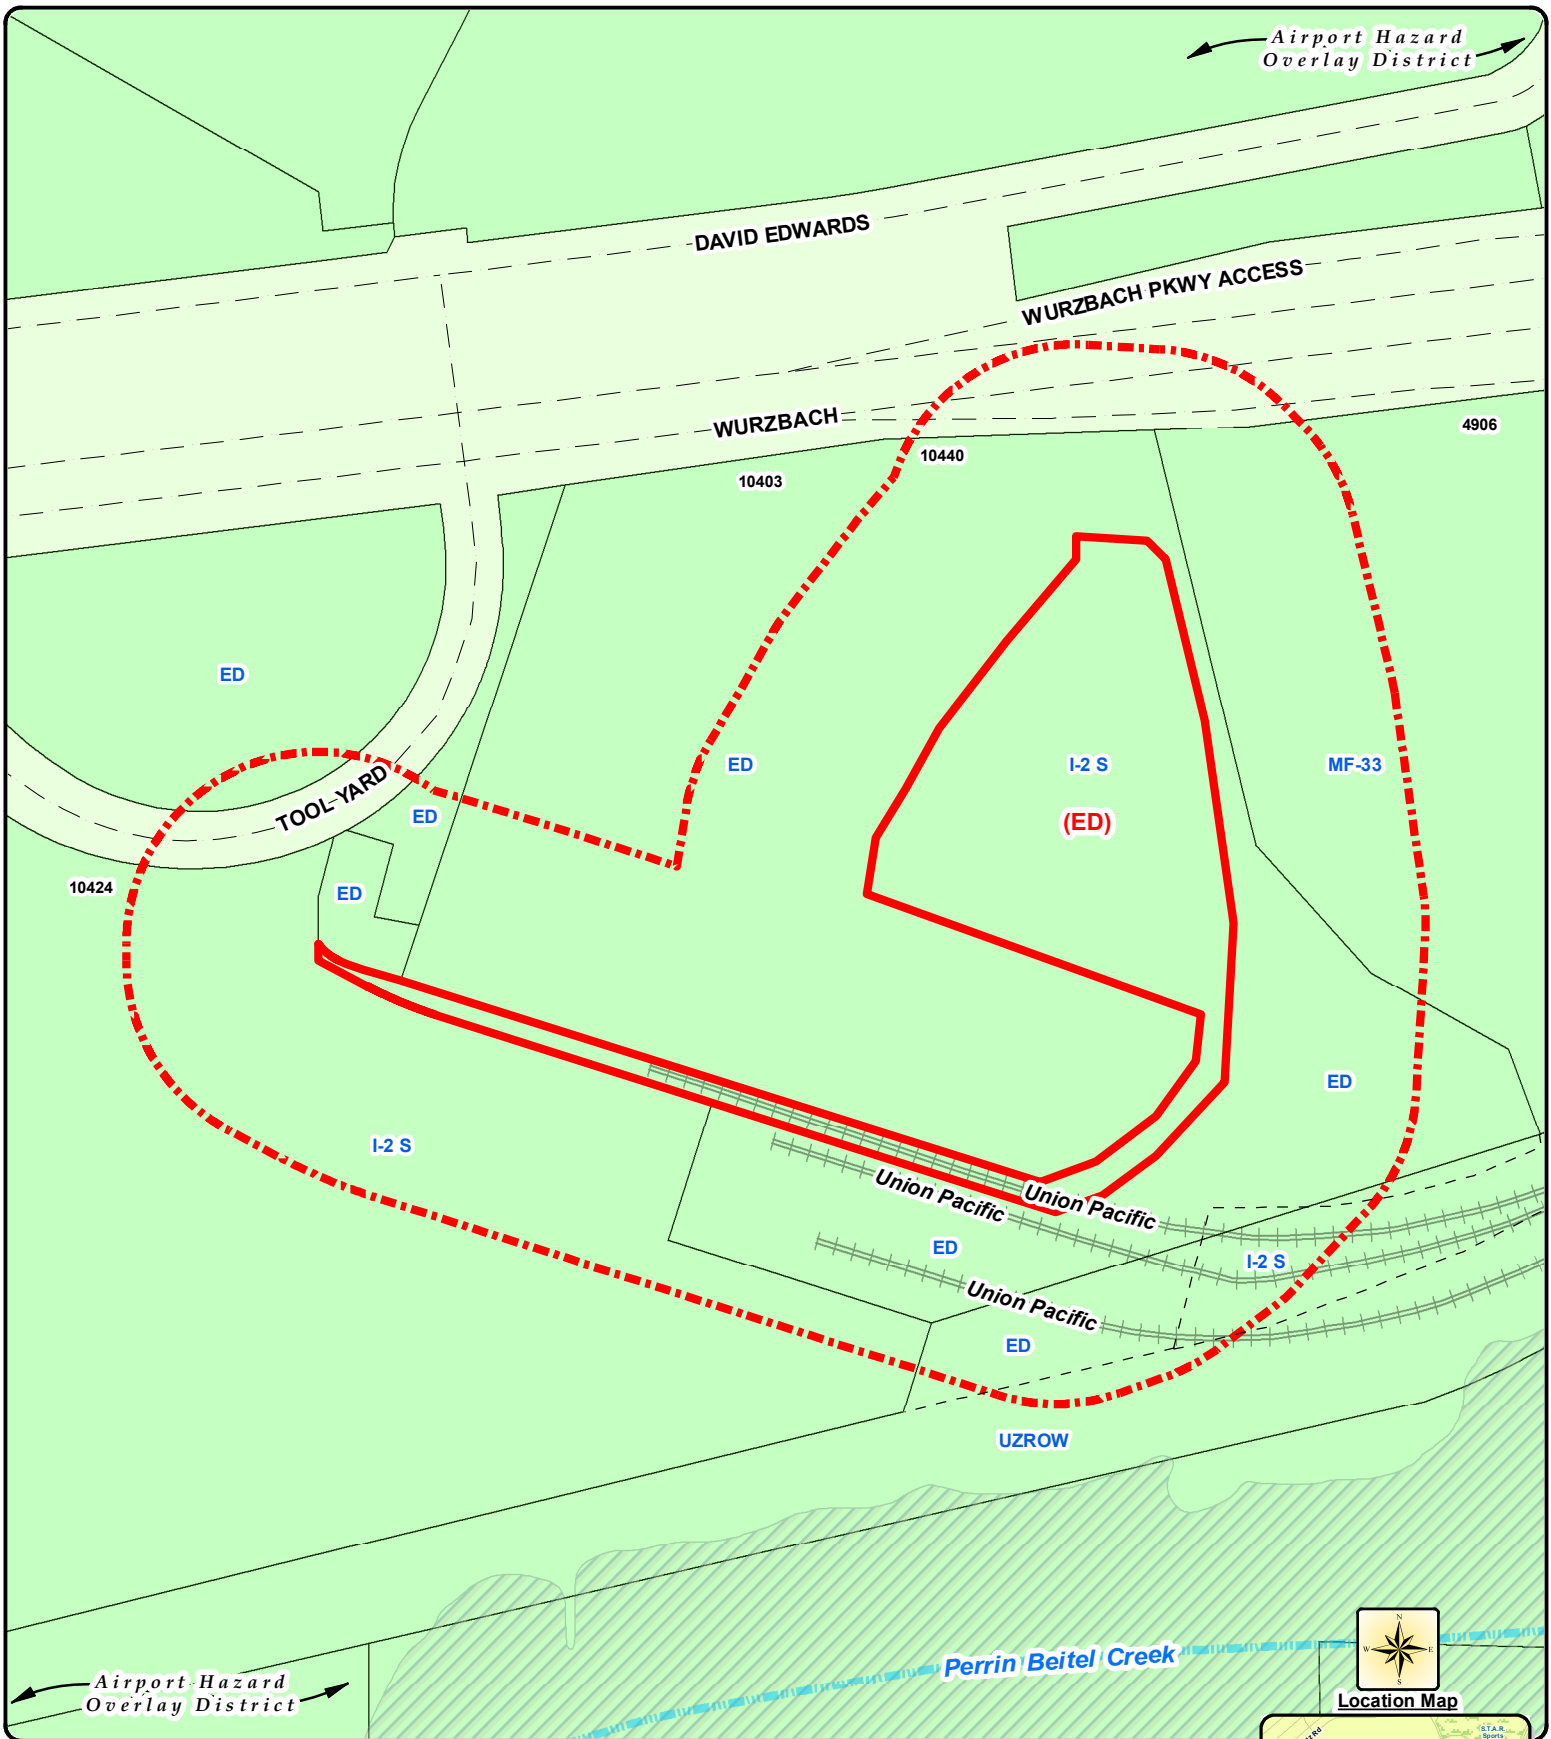 Airport Hazard
Overlay District
DAVID EDWARDS
WURZBACH PKWY ACCESS
WURZBACH
4906
10440
10403
ED
ED
I-2 S
MF-33
(ED)
TOOL YARD
ED
10424
ED
ED
I-2 S
Union Pacific
Union Pacific
ED
I-2 S
Union Pacific
ED
UZROW
N
W
E
S
Perrin Beitel Creek
Airport Hazard
Overlay District
Location Map
Rd
S.T.A.R.
Sports